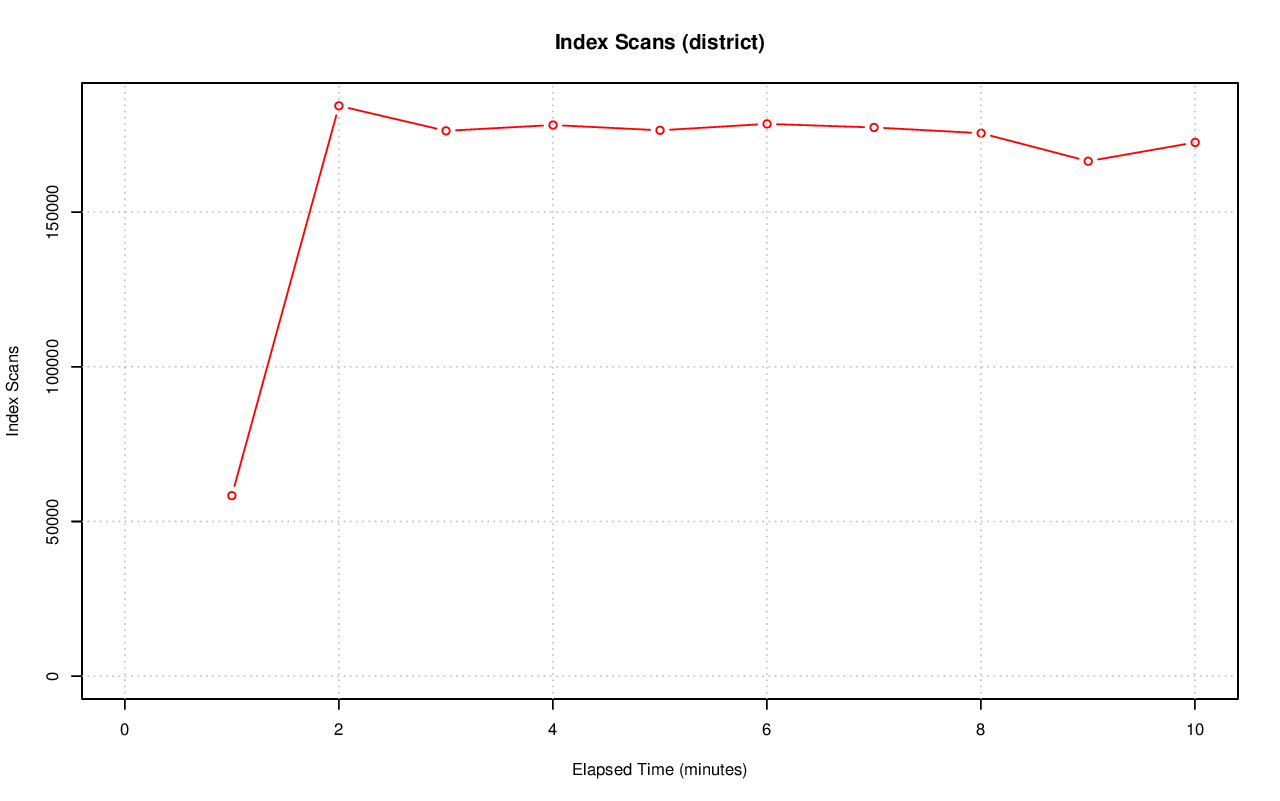 Index Scans (district)
Index Scans
150000
100000
50000
0
0 2 4 6 8 10
Elapsed Time (minutes)